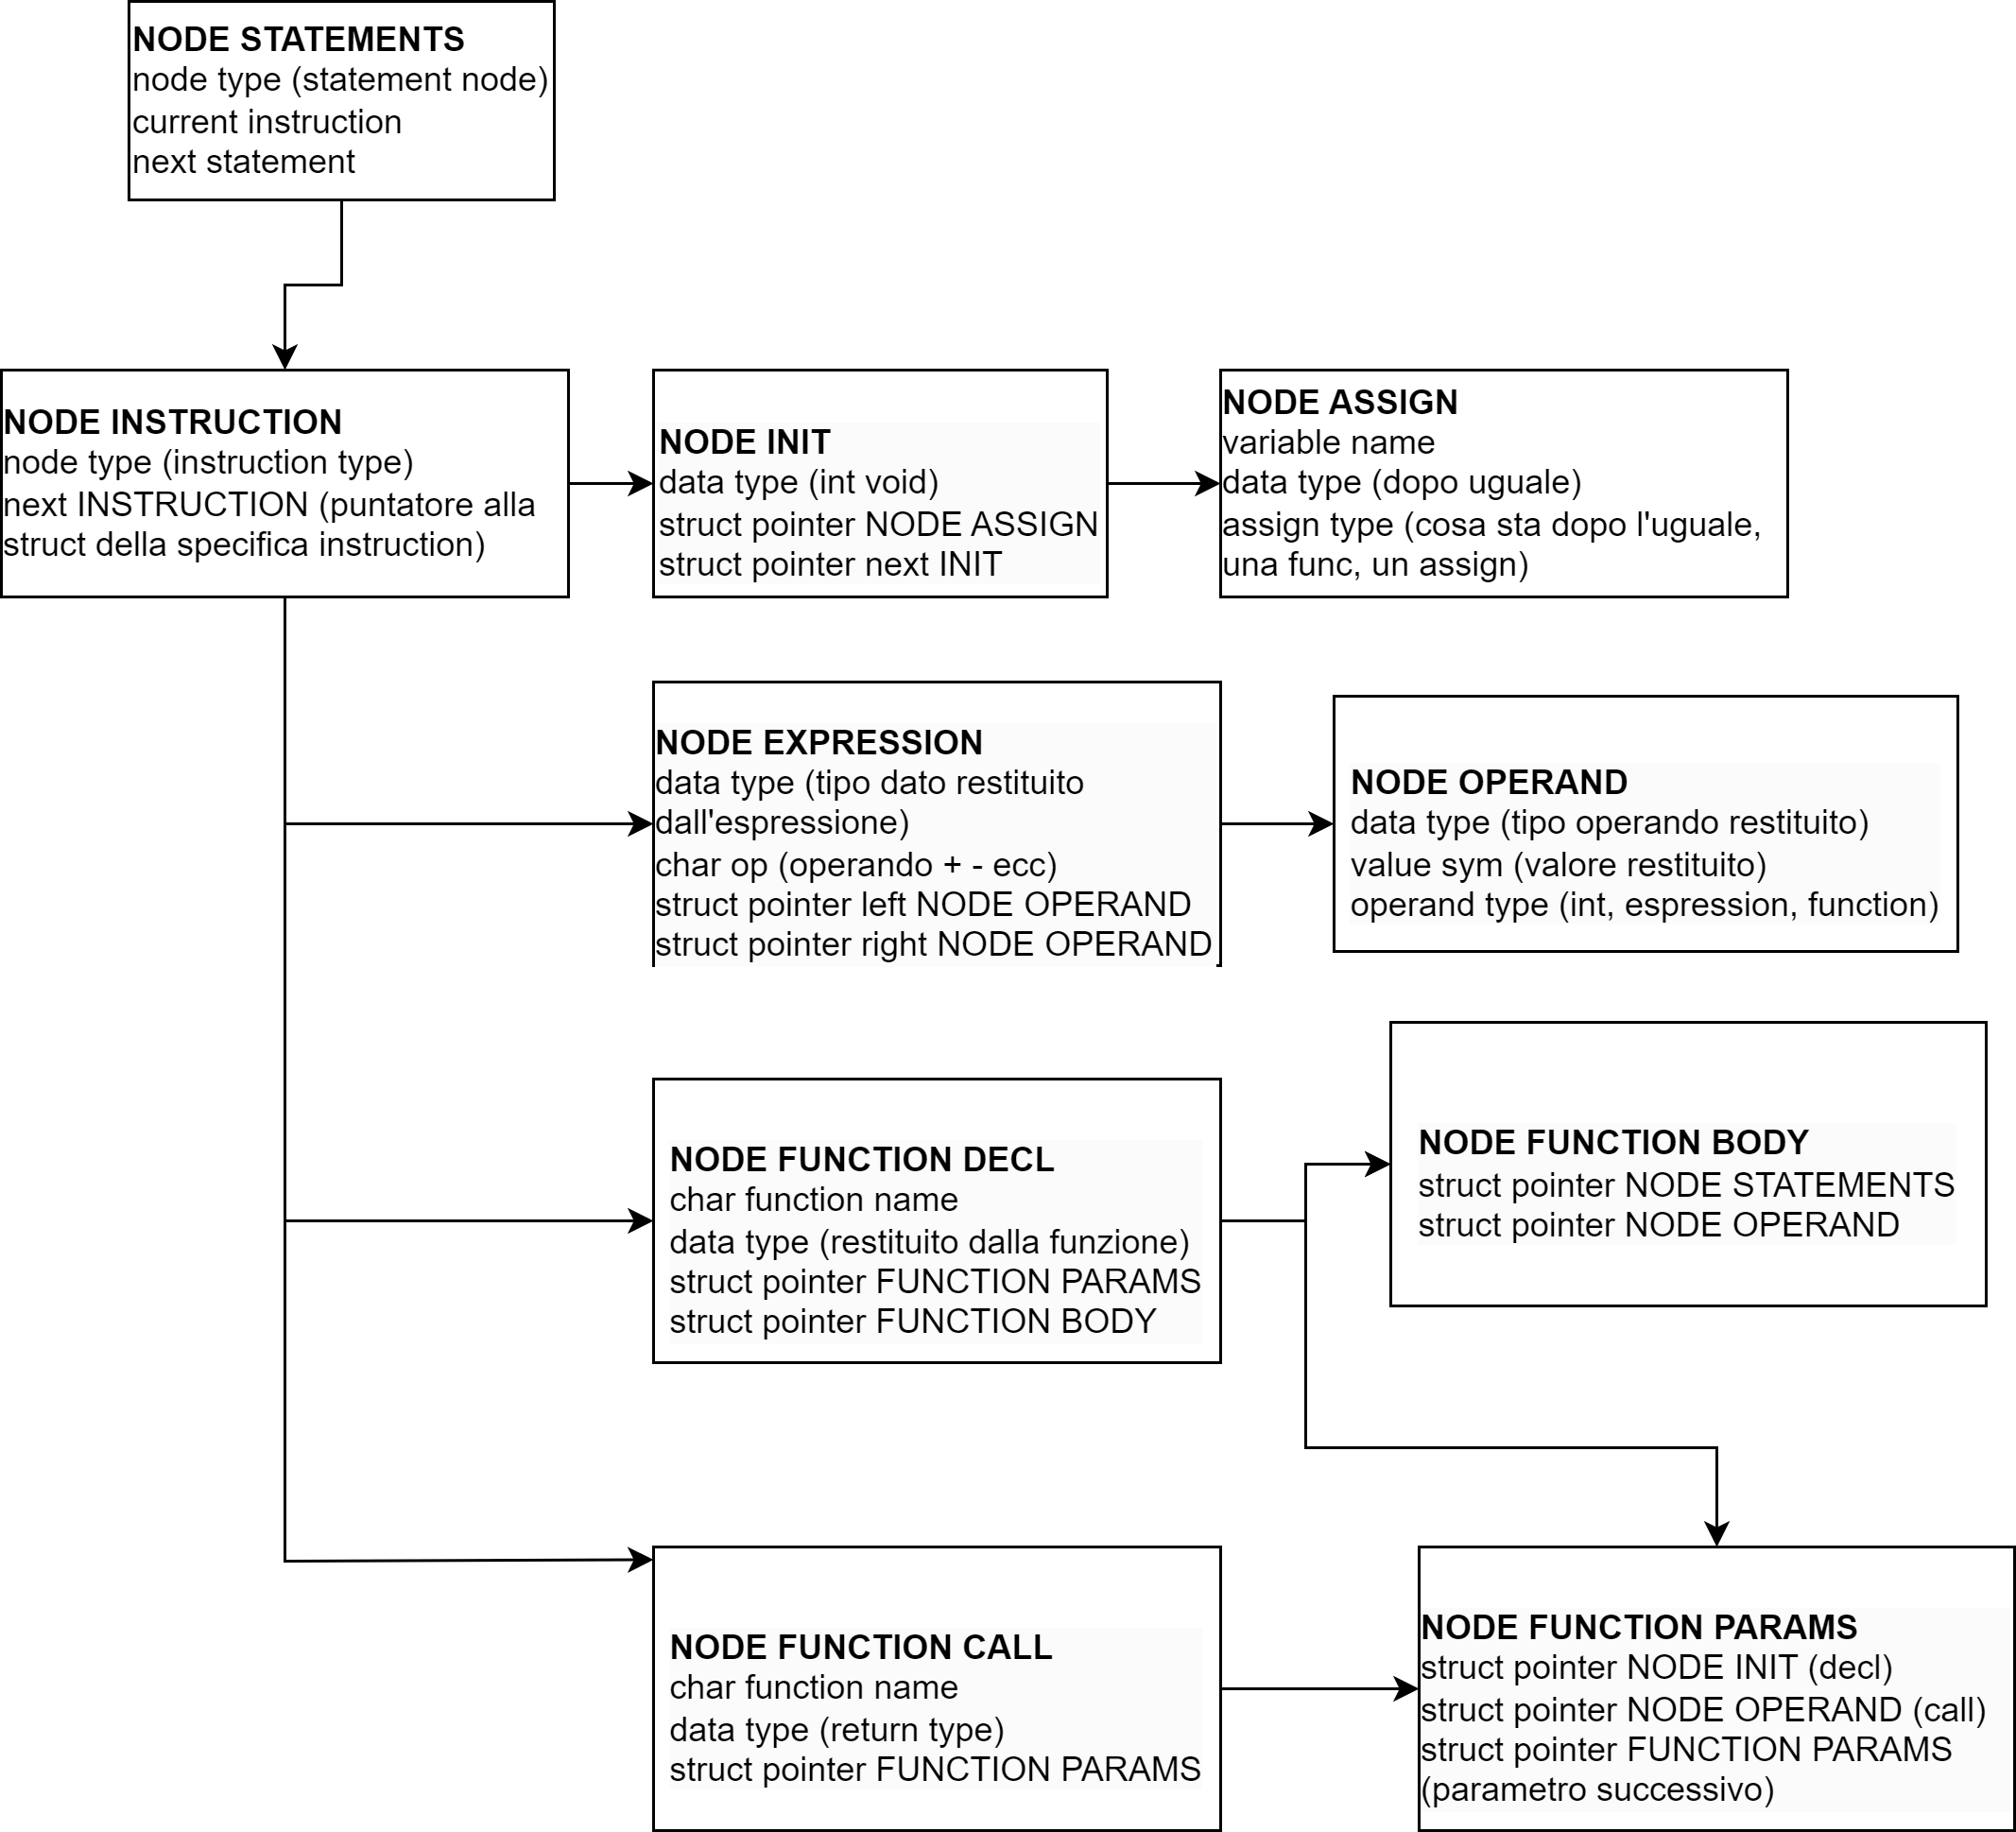 NODE STATEMENTS
node type (statement node)
current instruction
next statement
NODE INSTRUCTION
node type (instruction type)
next INSTRUCTION (puntatore alla
struct della specifica instruction)
NODE INIT
data type (int void)
struct pointer NODE ASSIGN
struct pointer next INIT
NODE ASSIGN
variable name
data type (dopo uguale)
assign type (cosa sta dopo l'uguale,
una func, un assign)
NODE EXPRESSION
data type (tipo dato restituito
dall'espressione)
char op (operando + - ecc)
struct pointer left NODE OPERAND
struct pointer right NODE OPERAND
NODE OPERAND
data type (tipo operando restituito)
value sym (valore restituito)
operand type (int, espression, function)
NODE FUNCTION DECL
char function name
data type (restituito dalla funzione)
struct pointer FUNCTION PARAMS
struct pointer FUNCTION BODY
NODE FUNCTION BODY
struct pointer NODE STATEMENTS
struct pointer NODE OPERAND
NODE FUNCTION CALL
char function name
data type (return type)
struct pointer FUNCTION PARAMS
NODE FUNCTION PARAMS
struct pointer NODE INIT (decl)
struct pointer NODE OPERAND (call)
struct pointer FUNCTION PARAMS
(parametro successivo)